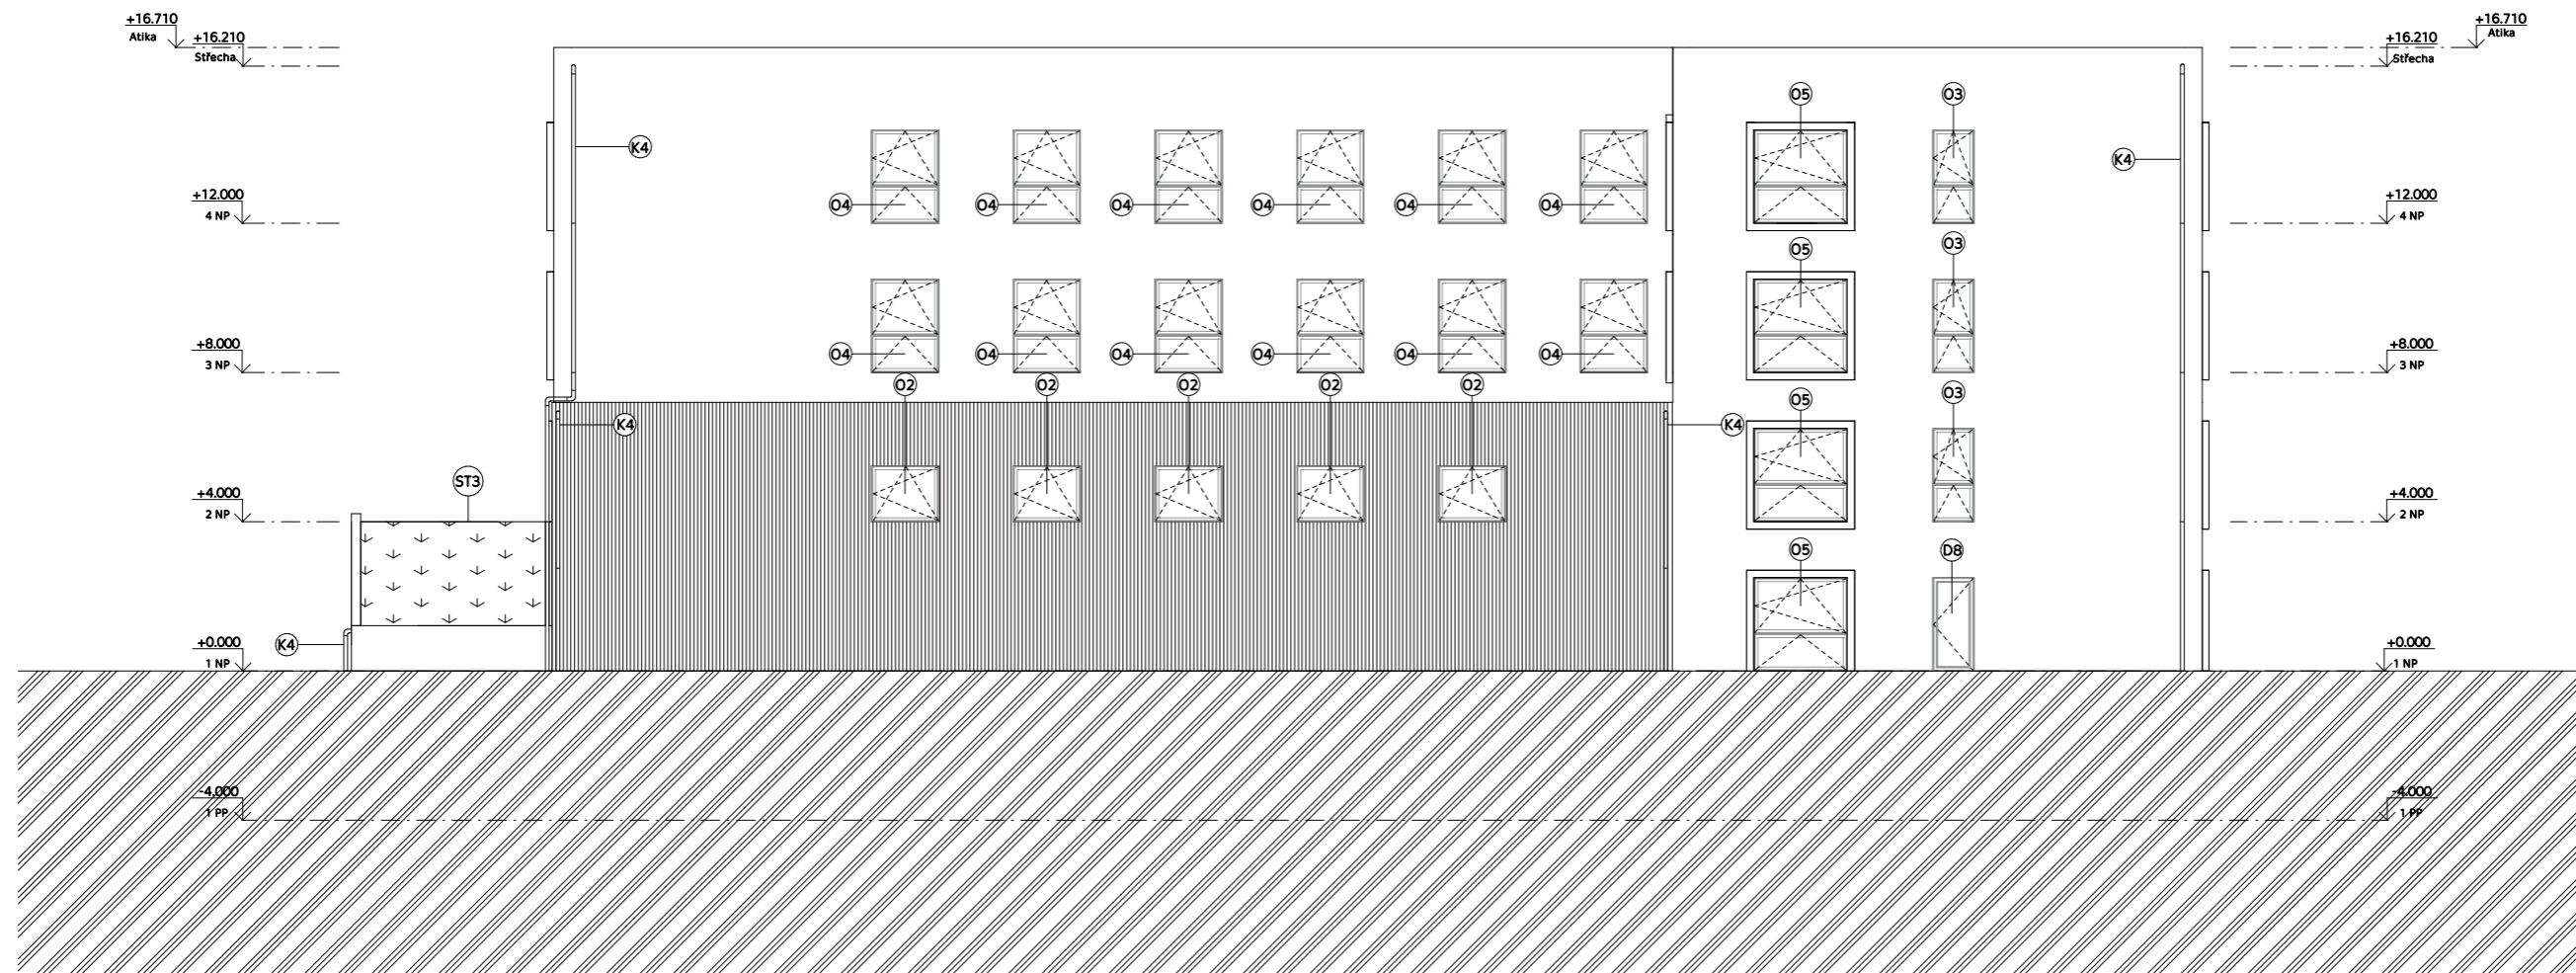 +16.710
Atika
+16.210
Střecha
+16.710
Atika
+16.210
Střecha
O5
O3
K4
K4
+12.000
4 NP
O4
O4
O4
O4
O4
O4
+12.000
4 NP
O5
O3
+8.000
3 NP
O4
O4
O4
O4
O4
O4
+8.000
3 NP
O2
O2
O2
O2
O2
O5
O3
K4
K4
ST3
+4.000
2 NP
+4.000
2 NP
O5
D8
K4
+0.000
1 NP
+0.000
1 NP
-4.000
1 PP
-4.000
1 PP